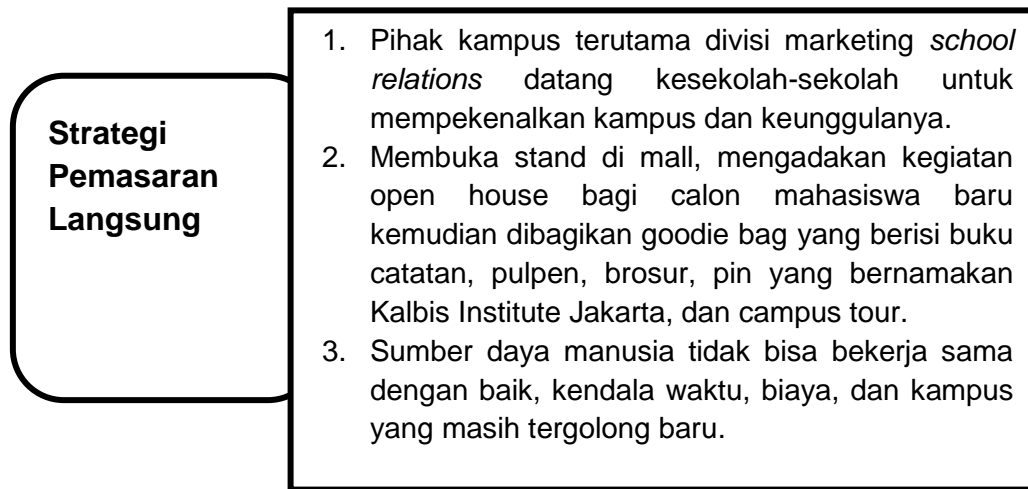 Strategi
Pemasaran
Langsung
1. Pihak kampus terutama divisi marketing school
relations datang kesekolah-sekolah untuk
mempekenalkan kampus dan keunggulanya.
2. Membuka stand di mall, mengadakan kegiatan
open house bagi calon mahasiswa baru
kemudian dibagikan goodie bag yang berisi buku
catatan, pulpen, brosur, pin yang bernamakan
Kalbis Institute Jakarta, dan campus tour.
3. Sumber daya manusia tidak bisa bekerja sama
dengan baik, kendala waktu, biaya, dan kampus
yang masih tergolong baru.